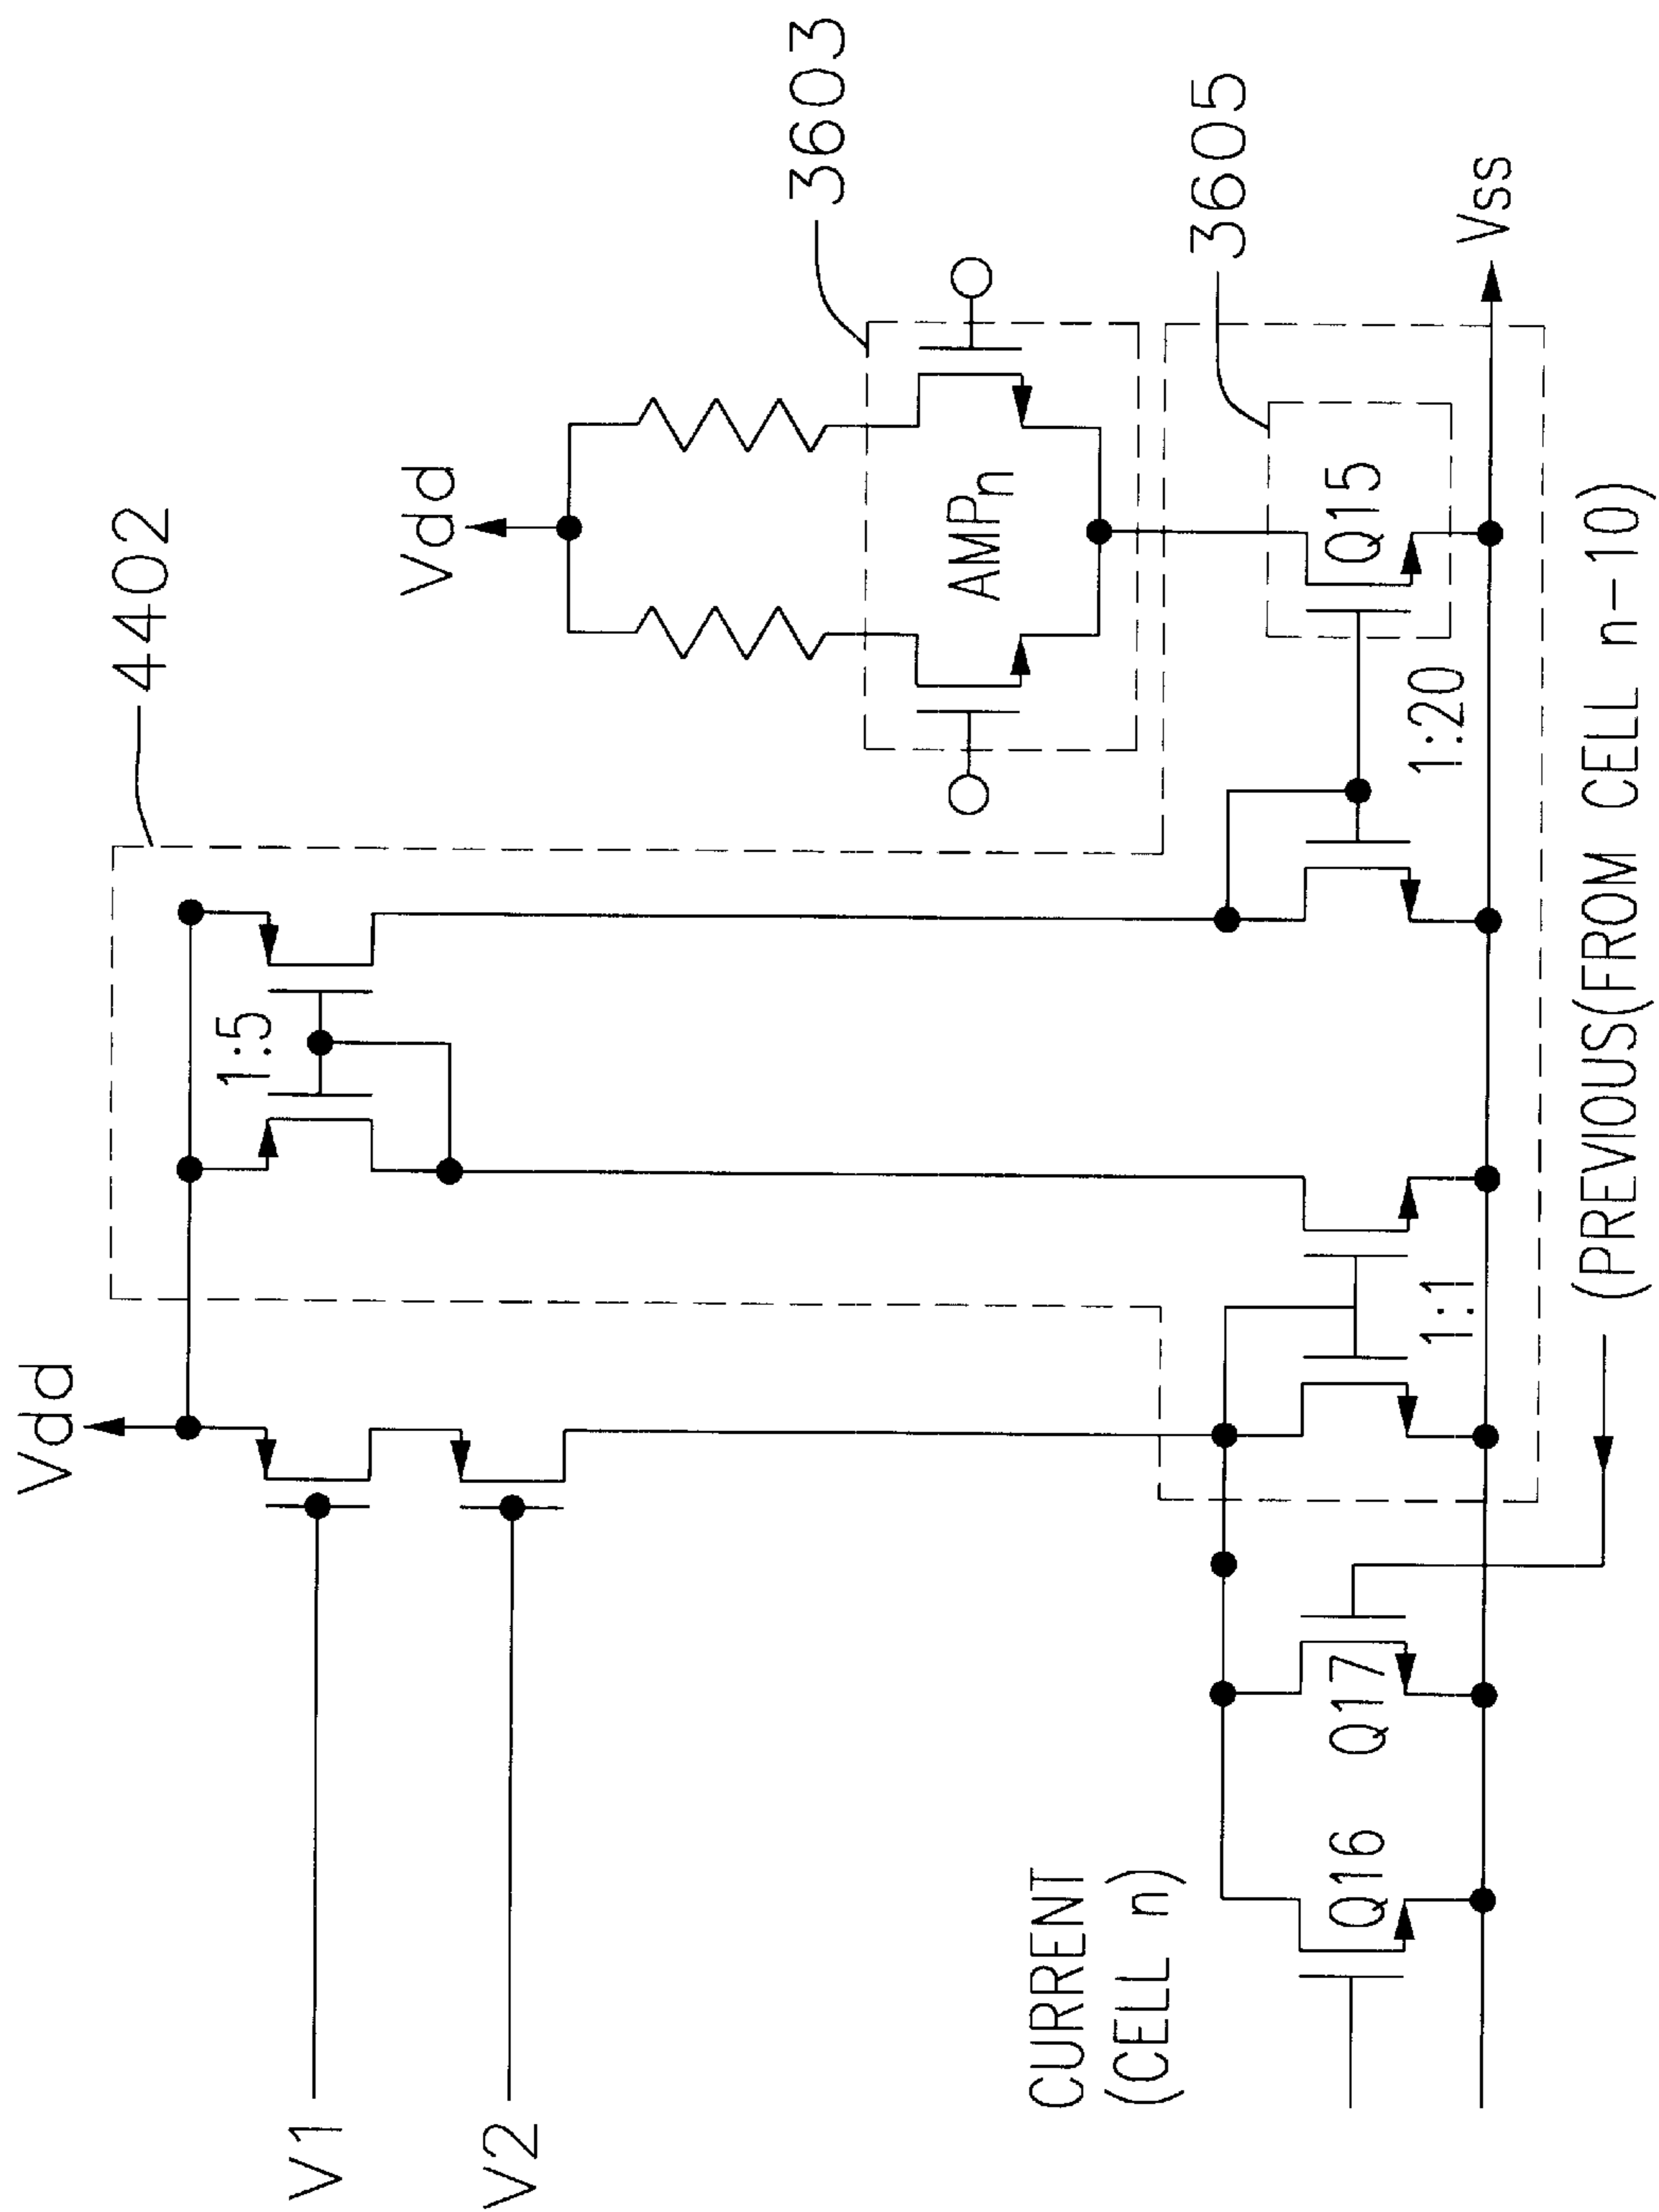 4402
Vdd
Vdd
3603
1:5
V1
V2
AMPn
3605
CURRENT
(CELL n)
Q16
Q17
Q15
1:1
1:20
Vss
(PREVIOUS(FROM CELL n-10)